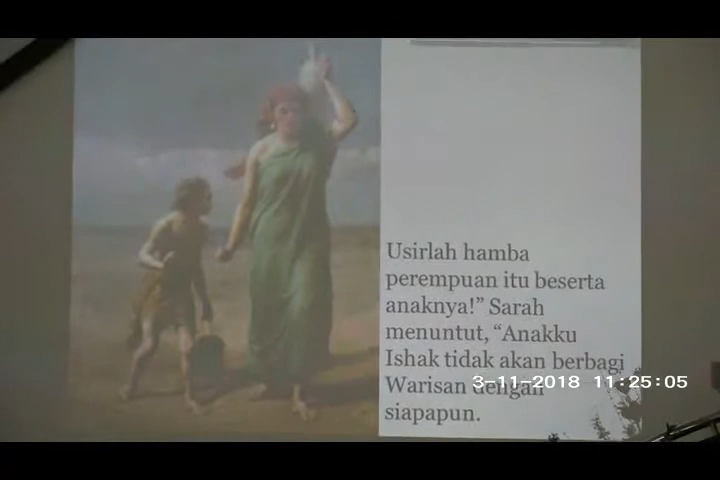 Usirlah hamba
perempuan itu beserta
anaknya!” Sarah
menuntut, “Anakku
Ishak tidak akan berbagi
Warisan dengan
3-11-2018 11:25:05
siapapun.